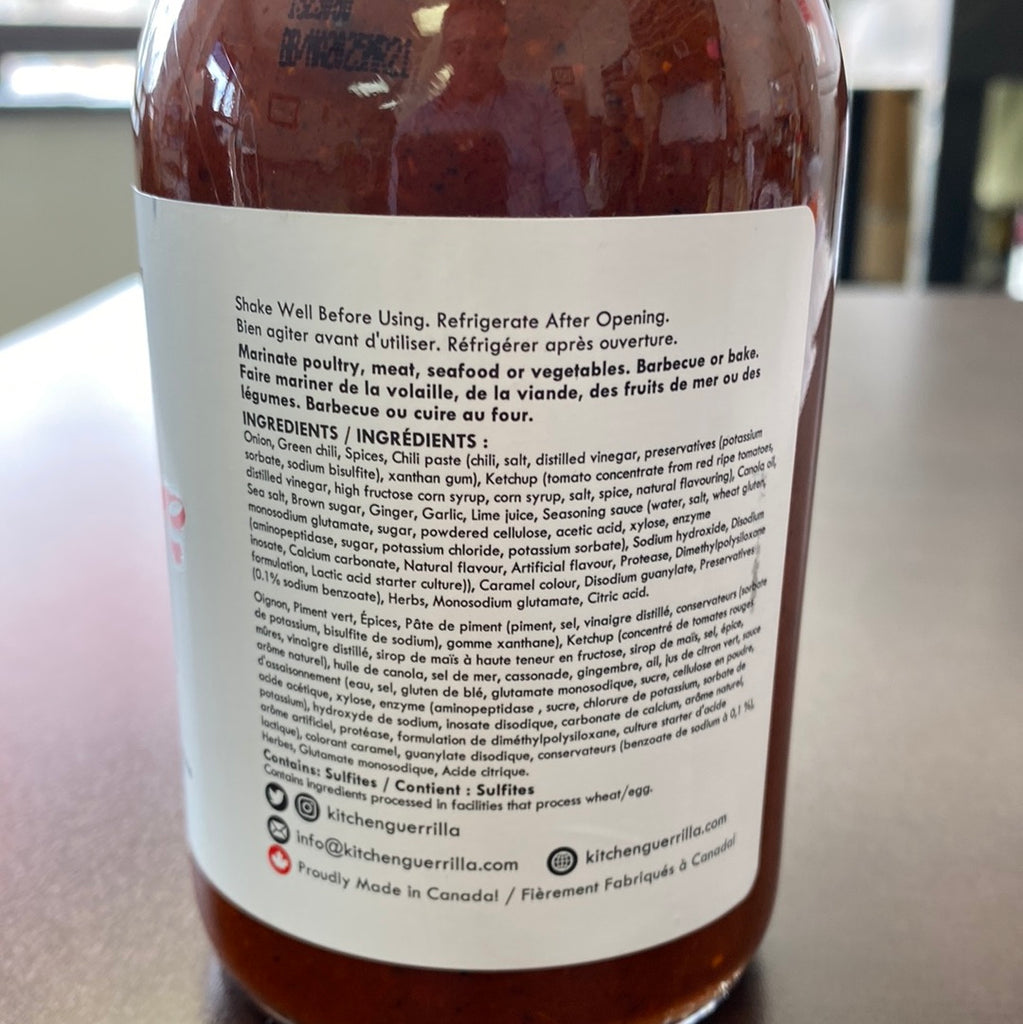 Shake Well Before Using. Refrigerate After Opening.
Bien agiter avant d'utiliser. Réfrigérer après ouverture.
Marinate poultry, meat, seafood or vegetables. Barbecue or bake.
Faire mariner de la volaille, de la viande, des fruits de mer ou des
légumes. Barbecue ou cuire au four.
INGREDIENTS / INGRÉDIENTS :
Onion, Green chili, Spices, Chili paste (chili, salt, distilled vinegar, preservatives (potassium
sorbate, sodium bisulfite), xanthan gum), Ketchup (tomato concentrate from red ripe tomatoes,
distilled vinegar, high fructose corn syrup, corn syrup, salt, spice, natural flavouring), Canola oil,
Sea salt, Brown sugar, Ginger, Garlic, Lime juice, Seasoning sauce (water, salt, wheat gluten,
monosodium glutamate, sugar, powdered cellulose, acetic acid, xylose, enzyme
(aminopeptidase, sugar, potassium chloride, potassium sorbate), Sodium hydroxide, Disodium
inosate, Calcium carbonate, Natural flavour, Artificial flavour, Protease, Dimethylpolysiloxane
formulation, Lactic acid starter culture)), Caramel colour, Disodium guanylate, Preservatives
(0.1% sodium benzoate), Herbs, Monosodium glutamate, Citric acid.
Oignon, Piment vert, Épices, Pâte de piment (piment, sel, vinaigre distillé, conservateurs (sorbate
de potassium, bisulfite de sodium), gomme xanthane), Ketchup (concentré de tomates rouges
mûres, vinaigre distillé, sirop de maïs à haute teneur en fructose, sirop de maïs, sel, épice,
arôme naturel), huile de canola, sel de mer, cassonade, gingembre, ail, jus de citron vert, sauce
d'assaisonnement (eau, sel, gluten de blé, glutamate monosodique, sucre, cellulose en poudre,
acide acétique, xylose, enzyme (aminopeptidase , sucre, chlorure de potassium, sorbate de
potassium), hydroxyde de sodium, inosate disodique, carbonate de calcium, arôme naturel,
arôme artificiel, protéase, formulation de diméthylpolysiloxane, culture starter d'acide
lactique), colorant caramel, guanylate disodique, conservateurs (benzoate de sodium à 0,1 %),
Herbes, Glutamate monosodique, Acide citrique.
Contains: Sulfites / Contient : Sulfites
Contains ingredients processed in facilities that process wheat/egg.
kitchenguerrilla
info@kitchenguerrilla.com kitchenguerrilla.com
Proudly Made in Canada! / Fièrement Fabriqués à Canada!